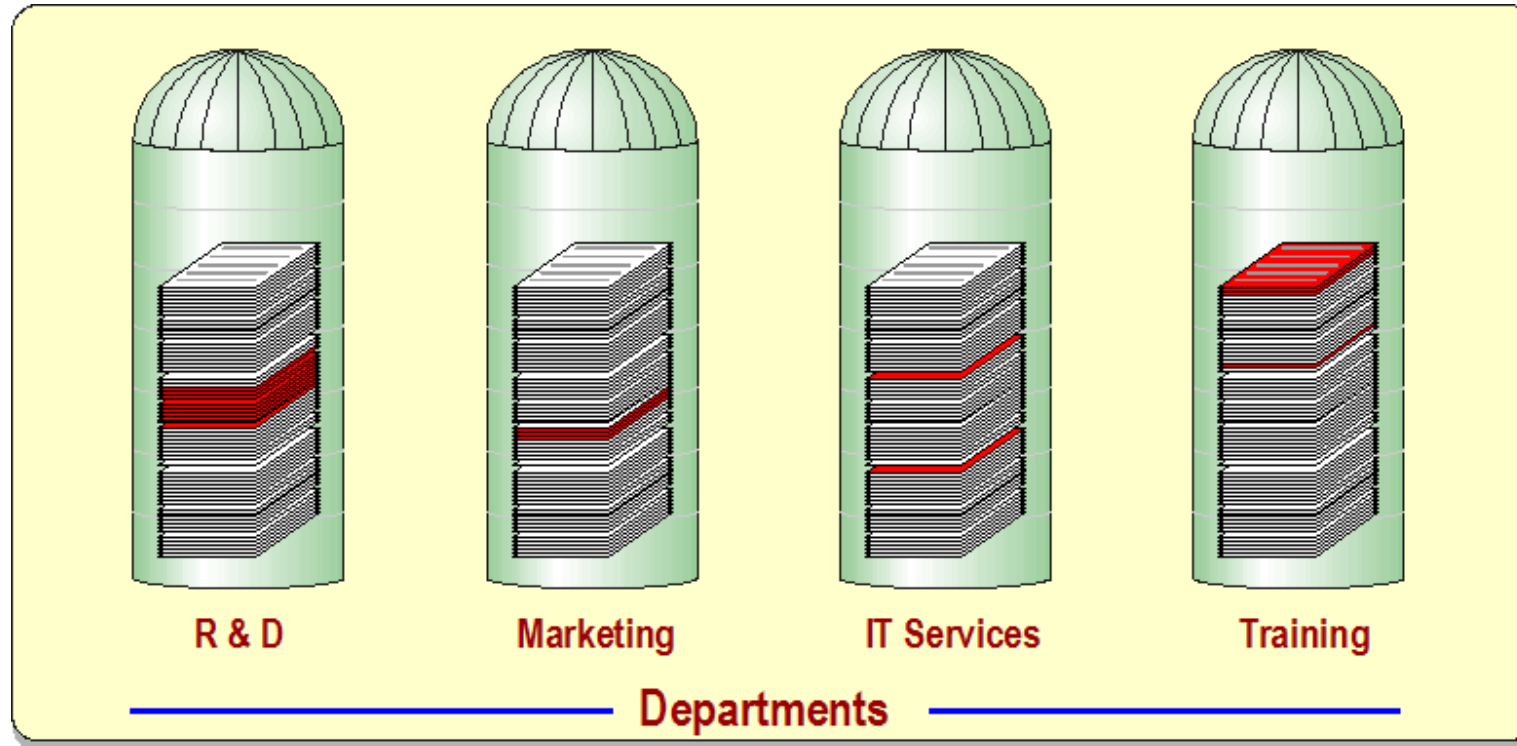 R & D
Marketing
IT Services
Training
Departments